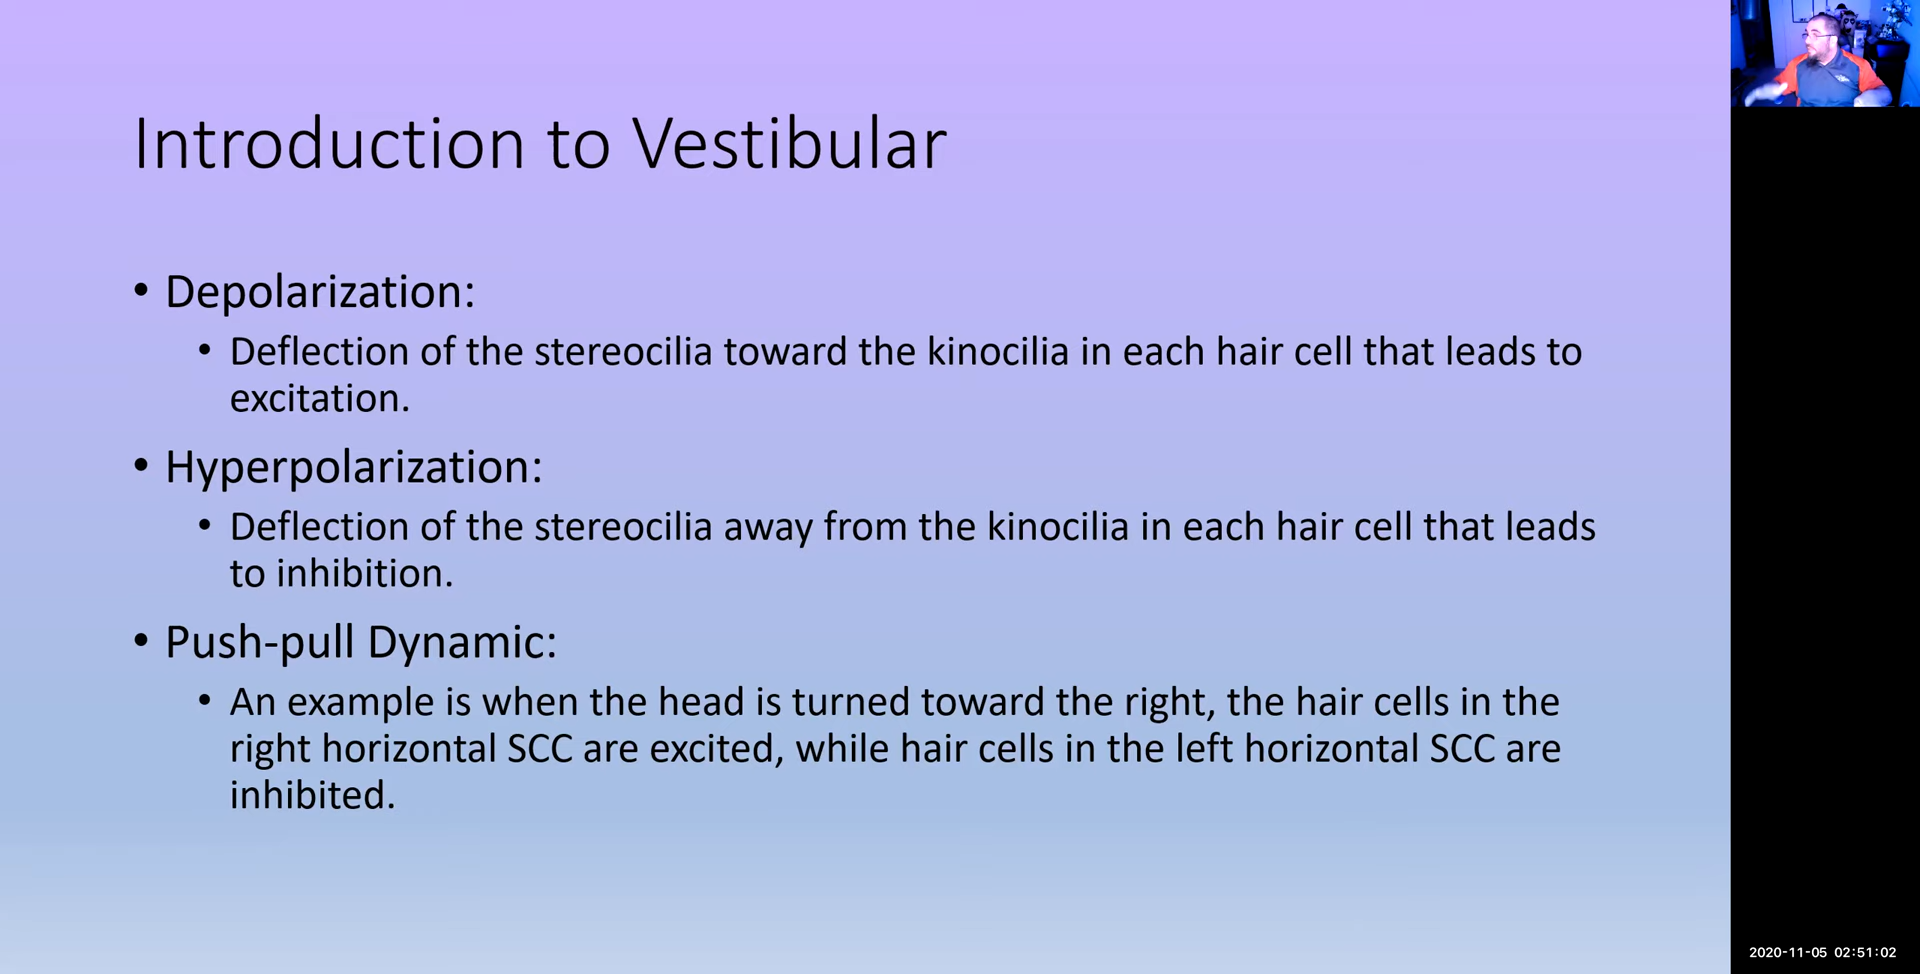 Introduction to Vestibular
• Depolarization:
• Deflection of the stereocilia toward the kinocilia in each hair cell that leads to
excitation.
• Hyperpolarization:
• Deflection of the stereocilia away from the kinocilia in each hair cell that leads
to inhibition.
• Push-pull Dynamic:
• An example is when the head is turned toward the right, the hair cells in the
right horizontal SCC are excited, while hair cells in the left horizontal SCC are
inhibited.
2020-11-05 02:51:02